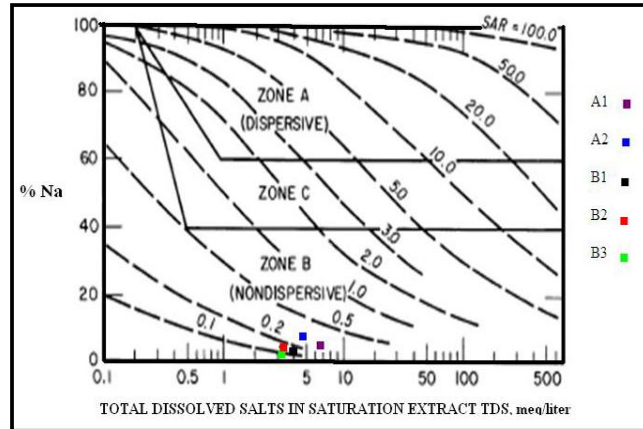 100
80
60
40
20
0
% Na
0.1 0.5 1 5 10 50 100 500
TOTAL DISSOLVED SALTS IN SATURATION EXTRACT TDS, meq/liter
SAR = 100.0
50.0
20.0
10.0
5.0
3.0
2.0
1.0
0.5
0.2
0.1
ZONE A
(DISPERSIVE)
ZONE C
ZONE B
(NONDISPERSIVE)
A1
A2
B1
B2
B3